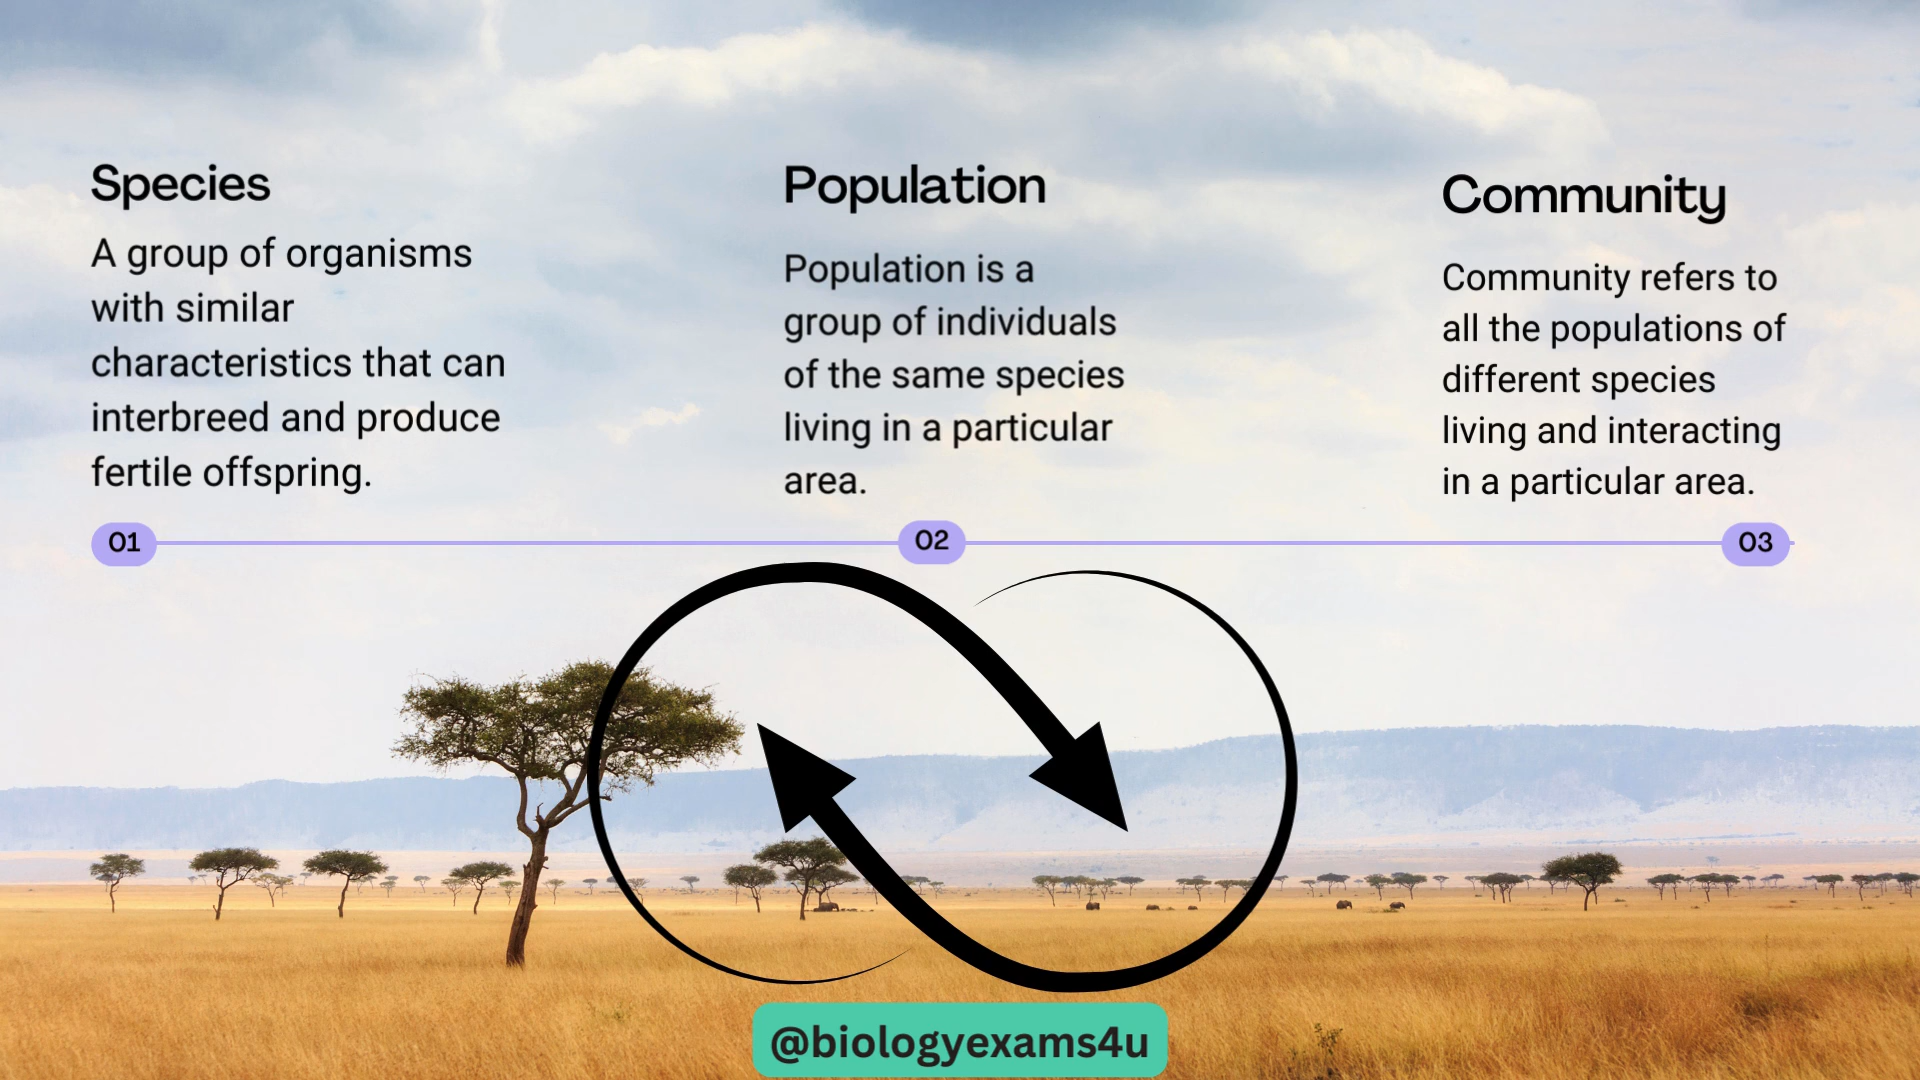 Species
A group of organisms
with similar
characteristics that can
interbreed and produce
fertile offspring.
01
Population
Population is a
group of individuals
of the same species
living in a particular
area.
02
Community
Community refers to
all the populations of
different species
living and interacting
in a particular area.
03
@biologyexams4u